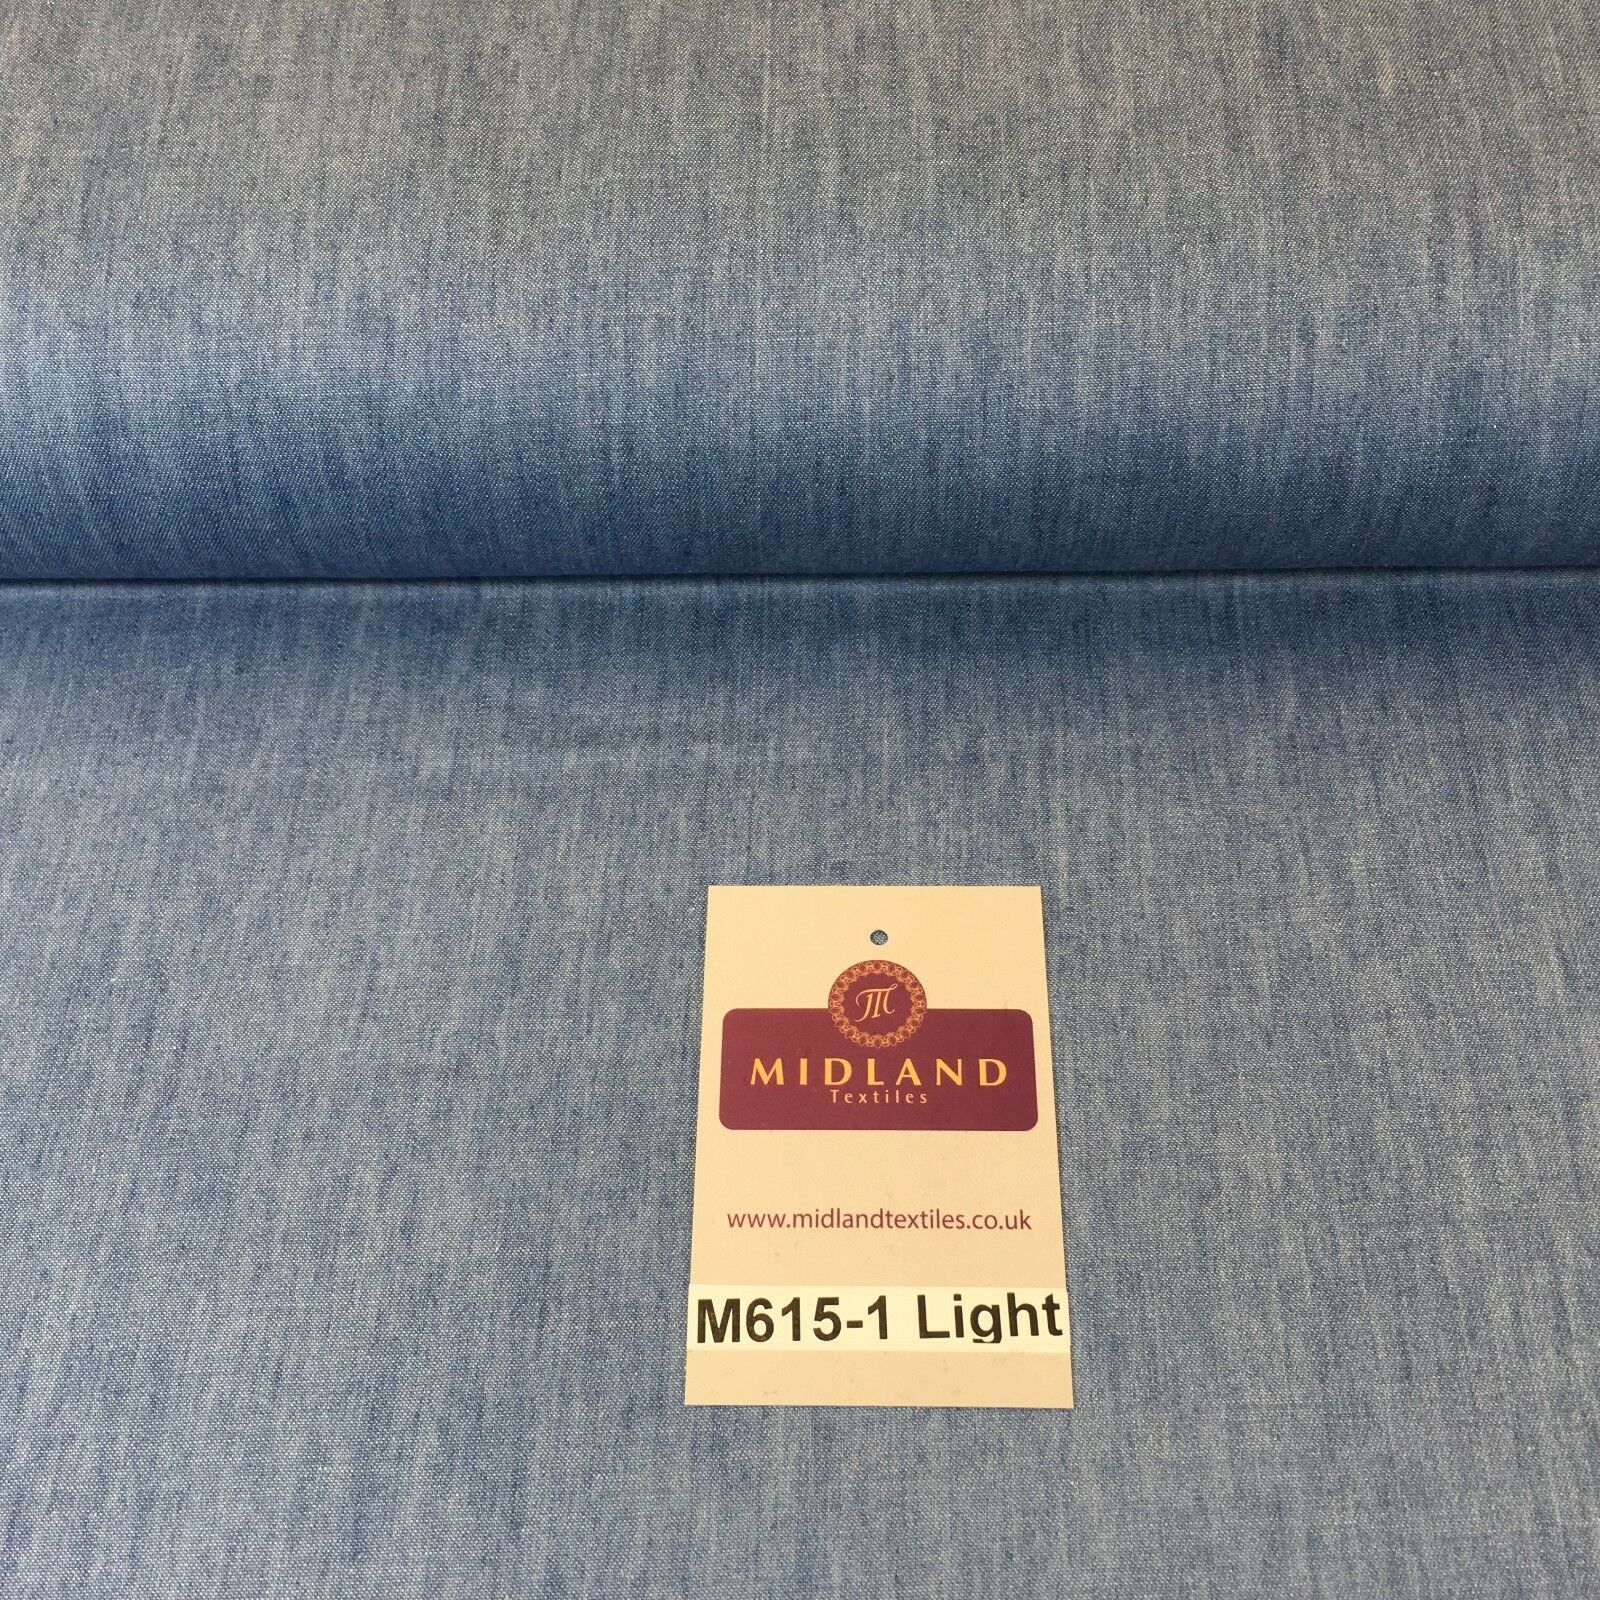 MIDLAND
Textiles
www.midlandtextiles.co.uk
M615-1 Light